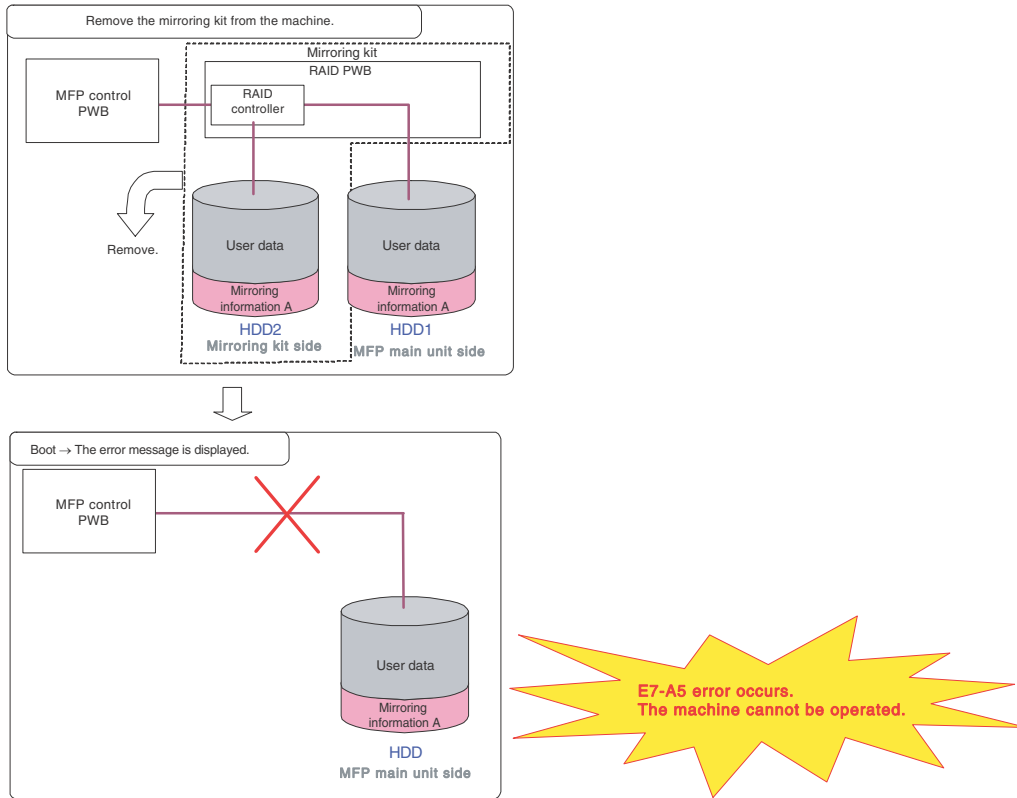 Remove the mirroring kit from the machine.
Mirroring kit
RAID PWB
MFP control
PWB
RAID
controller
Remove.
User data
Mirroring
information A
HDD2
Mirroring kit side
User data
Mirroring
information A
HDD1
MFP main unit side
Boot → The error message is displayed.
MFP control
PWB
User data
Mirroring
information A
HDD
MFP main unit side
E7-A5 error occurs.
The machine cannot be operated.